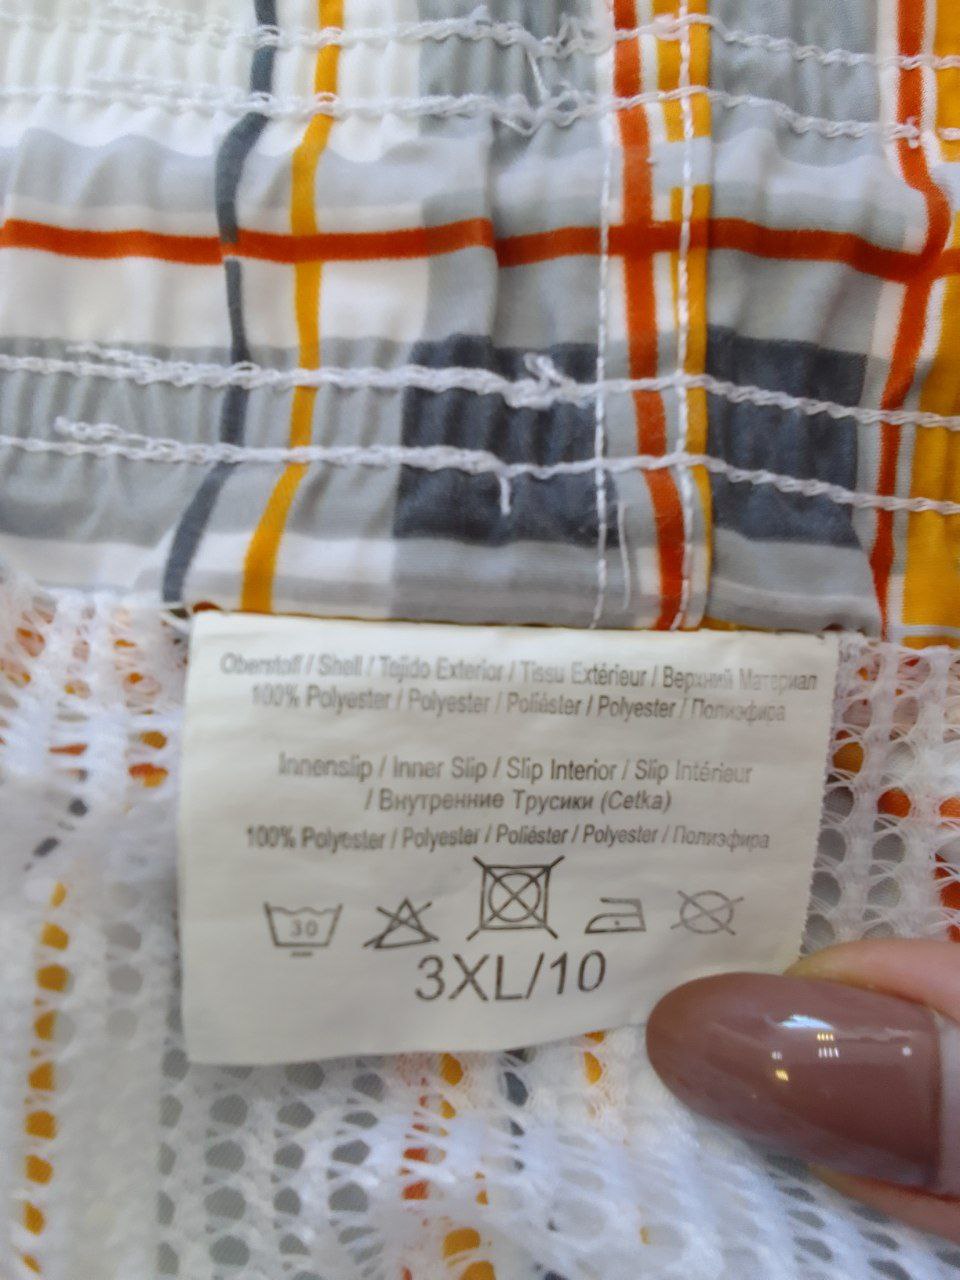 Oberstoff / Shell / Tejido Exterior / Tissu Extérieur / Верхний Материал
100% Polyester / Polyester / Poliéster / Polyester / Полиэфира
Innenslip / Inner Slip / Slip Interior / Slip Intérieur
/ Внутренние Трусики (Cetka)
100% Polyester / Polyester / Poliéster / Polyester / Полиэфира
30
3XL/10